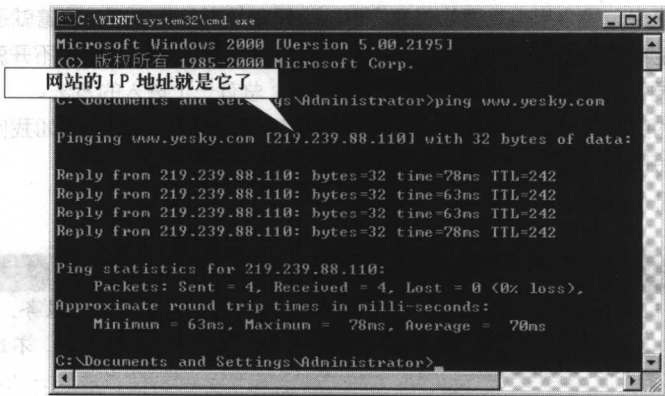 C:\WINNT\system32\cmd.exe
Microsoft Windows 2000 [Version 5.00.2195]
(C) 版权所有 1985-2000 Microsoft Corp.
网站的IP地址就是它了
C:\Documents and Settings\Administrator>ping www.yesky.com
Pinging www.yesky.com [219.239.88.110] with 32 bytes of data:
Reply from 219.239.88.110: bytes=32 time=78ms TTL=242
Reply from 219.239.88.110: bytes=32 time=63ms TTL=242
Reply from 219.239.88.110: bytes=32 time=63ms TTL=242
Reply from 219.239.88.110: bytes=32 time=78ms TTL=242
Ping statistics for 219.239.88.110:
Packets: Sent = 4, Received = 4, Lost = 0 (0% loss),
Approximate round trip times in milli-seconds:
Minimum = 63ms, Maximum =  78ms, Average =  70ms
C:\Documents and Settings\Administrator>_